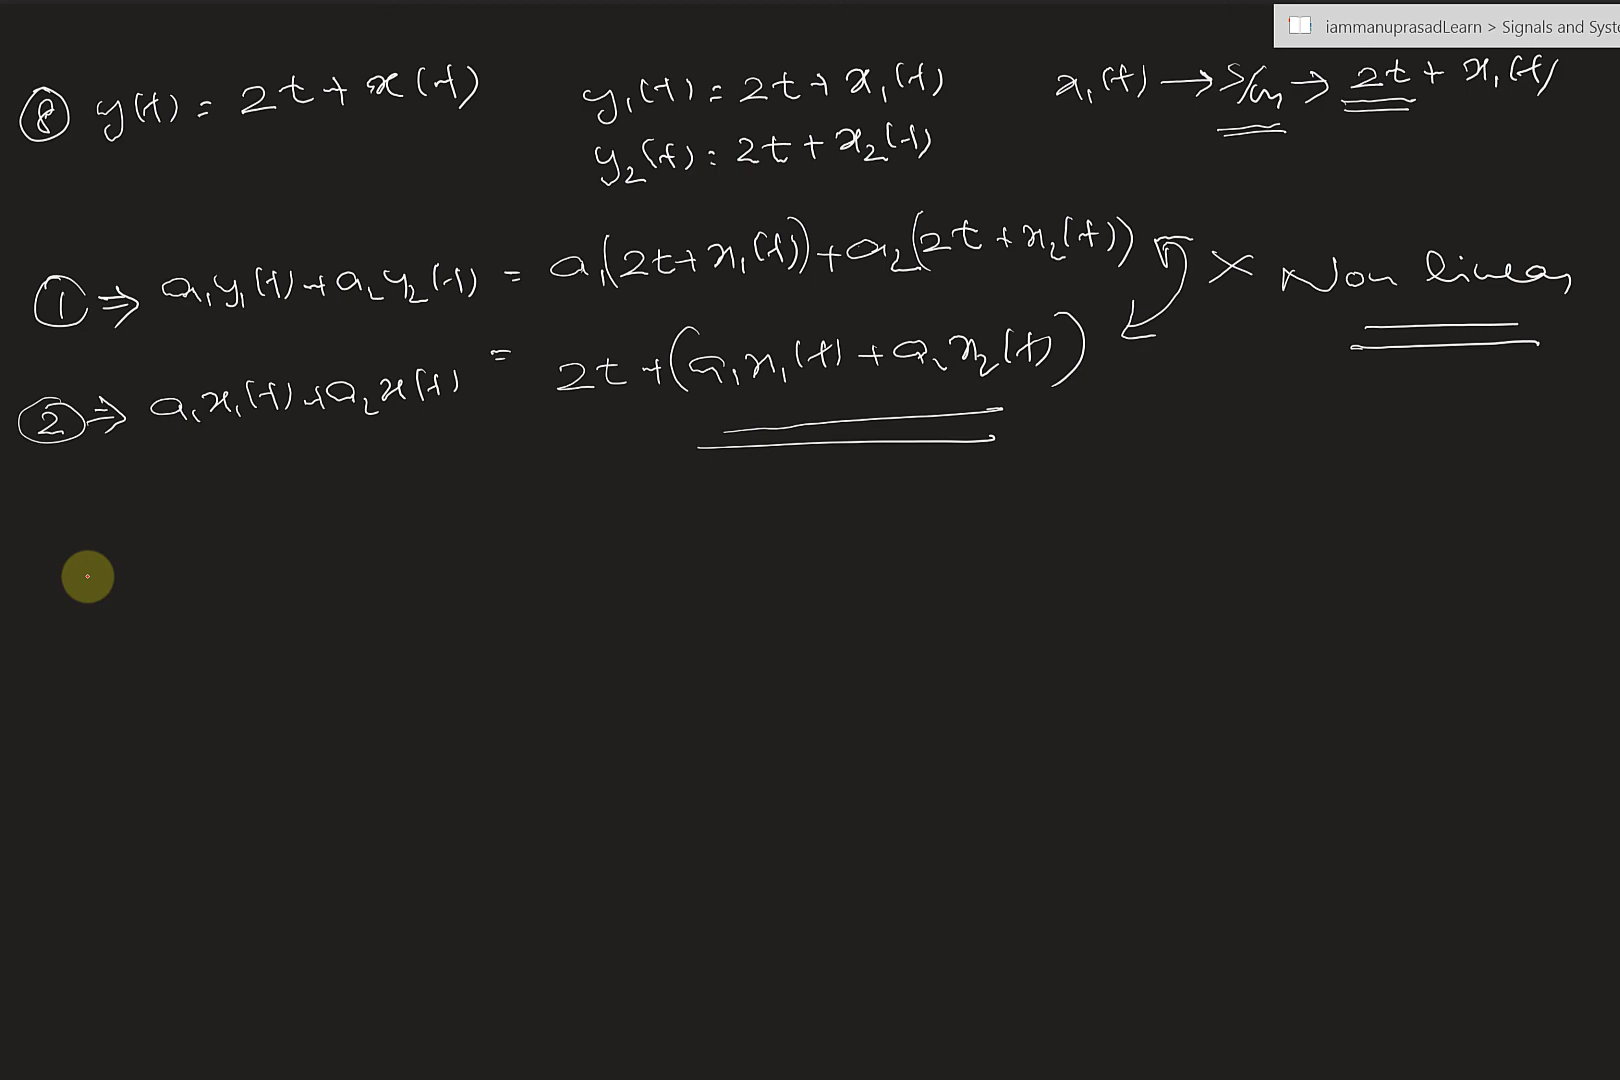 iammanuprasadLearn > Signals and Syste
⑧ y(t) = 2t + x(t)
y₁(t) = 2t + x₁(t)
x₁(t) → S/m → 2t + x₁(t)
y₂(t) = 2t + x₂(t)
① ⇒ a₁y₁(t) + a₂y₂(t) = a₁(2t + x₁(t)) + a₂(2t + x₂(t)) × Non linear
② ⇒ a₁x₁(t) + a₂x(t) = 2t + (a₁x₁(t) + a₂x₂(t))